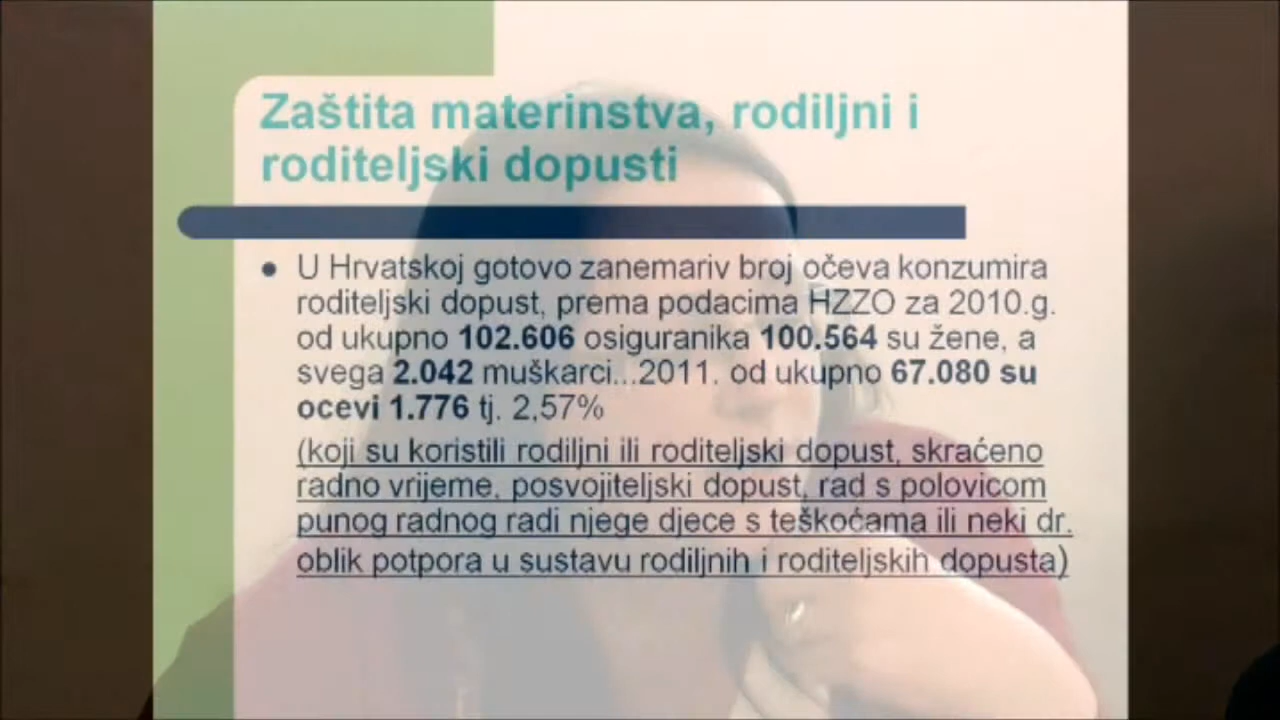 Zaštita materinstva, rodiljni i
roditeljski dopusti
● U Hrvatskoj gotovo zanemariv broj očeva konzumira
roditeljski dopust, prema podacima HZZO za 2010.g.
od ukupno 102.606 osiguranika 100.564 su žene, a
svega 2.042 muškarci...2011. od ukupno 67.080 su
ocevi 1.776 tj. 2,57%
(koji su koristili rodiljni ili roditeljski dopust, skraćeno
radno vrijeme, posvojiteljski dopust, rad s polovicom
punog radnog radi njege djece s teškoćama ili neki dr.
oblik potpora u sustavu rodiljnih i roditeljskih dopusta)